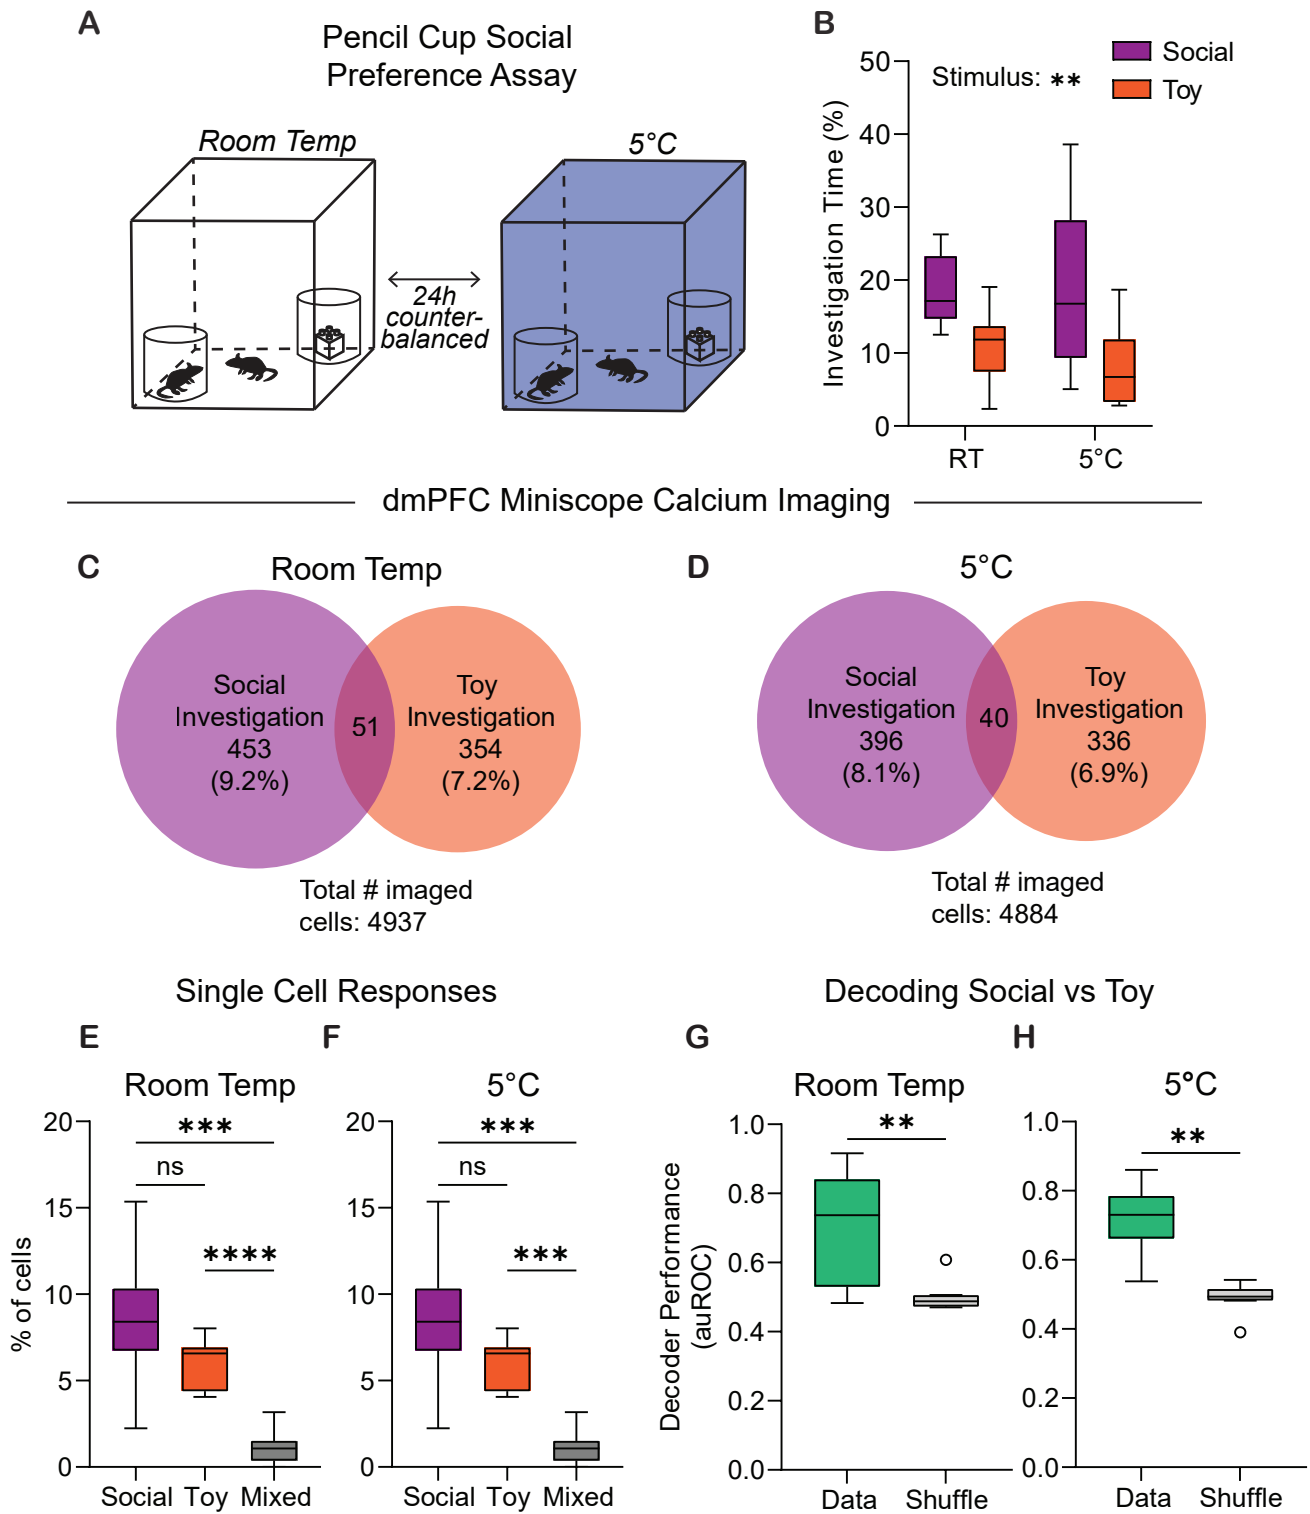 A
Pencil Cup Social
Preference Assay
Room Temp
5°C
24h
counter-
balanced
B
Social
Toy
Stimulus: **
Investigation Time (%)
50
40
30
20
10
0
RT
5°C
dmPFC Miniscope Calcium Imaging
C
Room Temp
Social
Investigation
453
(9.2%)
51
Toy
Investigation
354
(7.2%)
Total # imaged
cells: 4937
D
5°C
Social
Investigation
396
(8.1%)
40
Toy
Investigation
336
(6.9%)
Total # imaged
cells: 4884
Single Cell Responses
E
Room Temp
% of cells
20
15
10
5
0
***
ns
****
Social
Toy
Mixed
F
5°C
20
15
10
5
0
***
ns
***
Social
Toy
Mixed
Decoding Social vs Toy
G
Room Temp
Decoder Performance
(auROC)
1.0
0.8
0.6
0.4
0.2
0.0
**
Data
Shuffle
H
5°C
1.0
0.8
0.6
0.4
0.2
0.0
**
Data
Shuffle